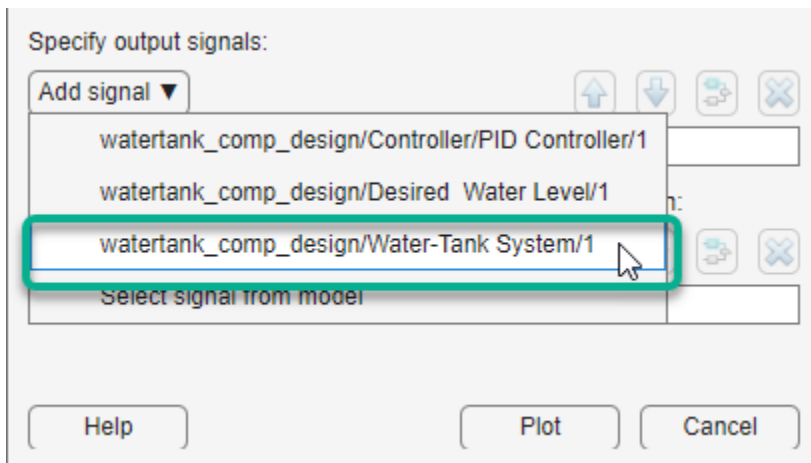 Specify output signals:
Add signal ▼
watertank_comp_design/Controller/PID Controller/1
watertank_comp_design/Desired  Water Level/1
n:
watertank_comp_design/Water-Tank System/1
Select signal from model
Help
Plot
Cancel